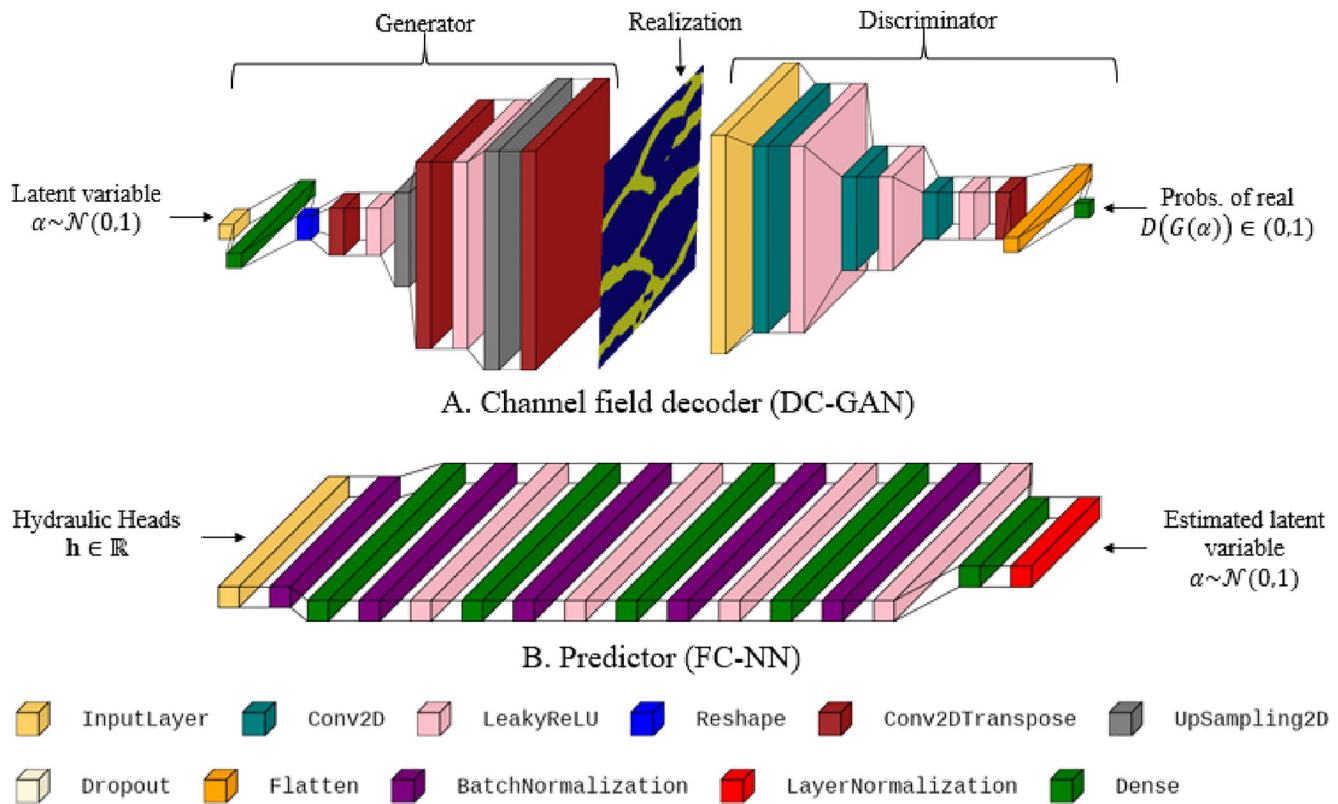 Generator
Realization
Discriminator
Latent variable
α~𝒩(0,1)
Probs. of real
D(G(α)) ∈ (0,1)
A. Channel field decoder (DC-GAN)
Hydraulic Heads
h ∈ ℝ
Estimated latent
variable
α~𝒩(0,1)
B. Predictor (FC-NN)
InputLayer Conv2D LeakyReLU Reshape Conv2DTranspose UpSampling2D
Dropout Flatten BatchNormalization LayerNormalization Dense